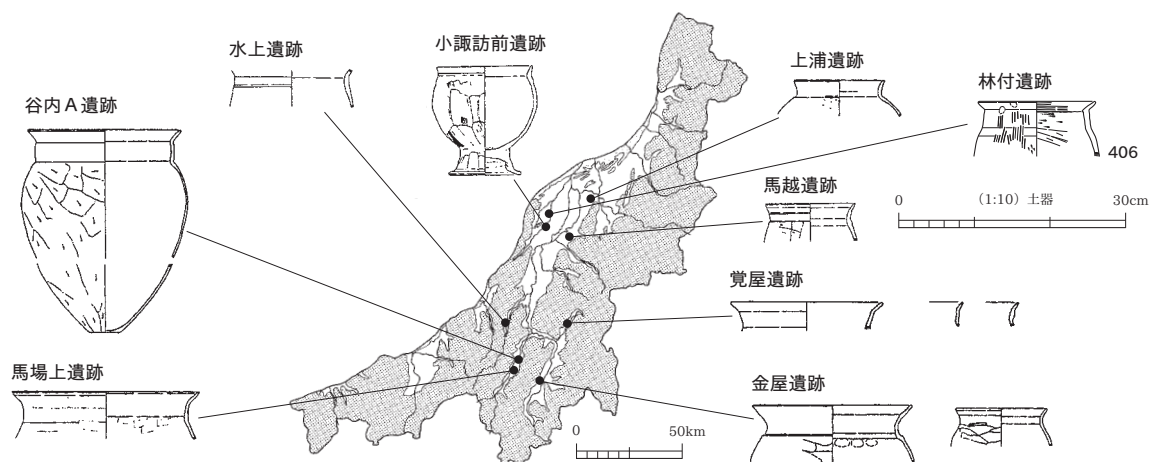 水上遺跡
小諏訪前遺跡
上浦遺跡
林付遺跡
谷内A遺跡
406
馬越遺跡
0 (1:10) 土器 30cm
覚屋遺跡
馬場上遺跡
金屋遺跡
0 50km